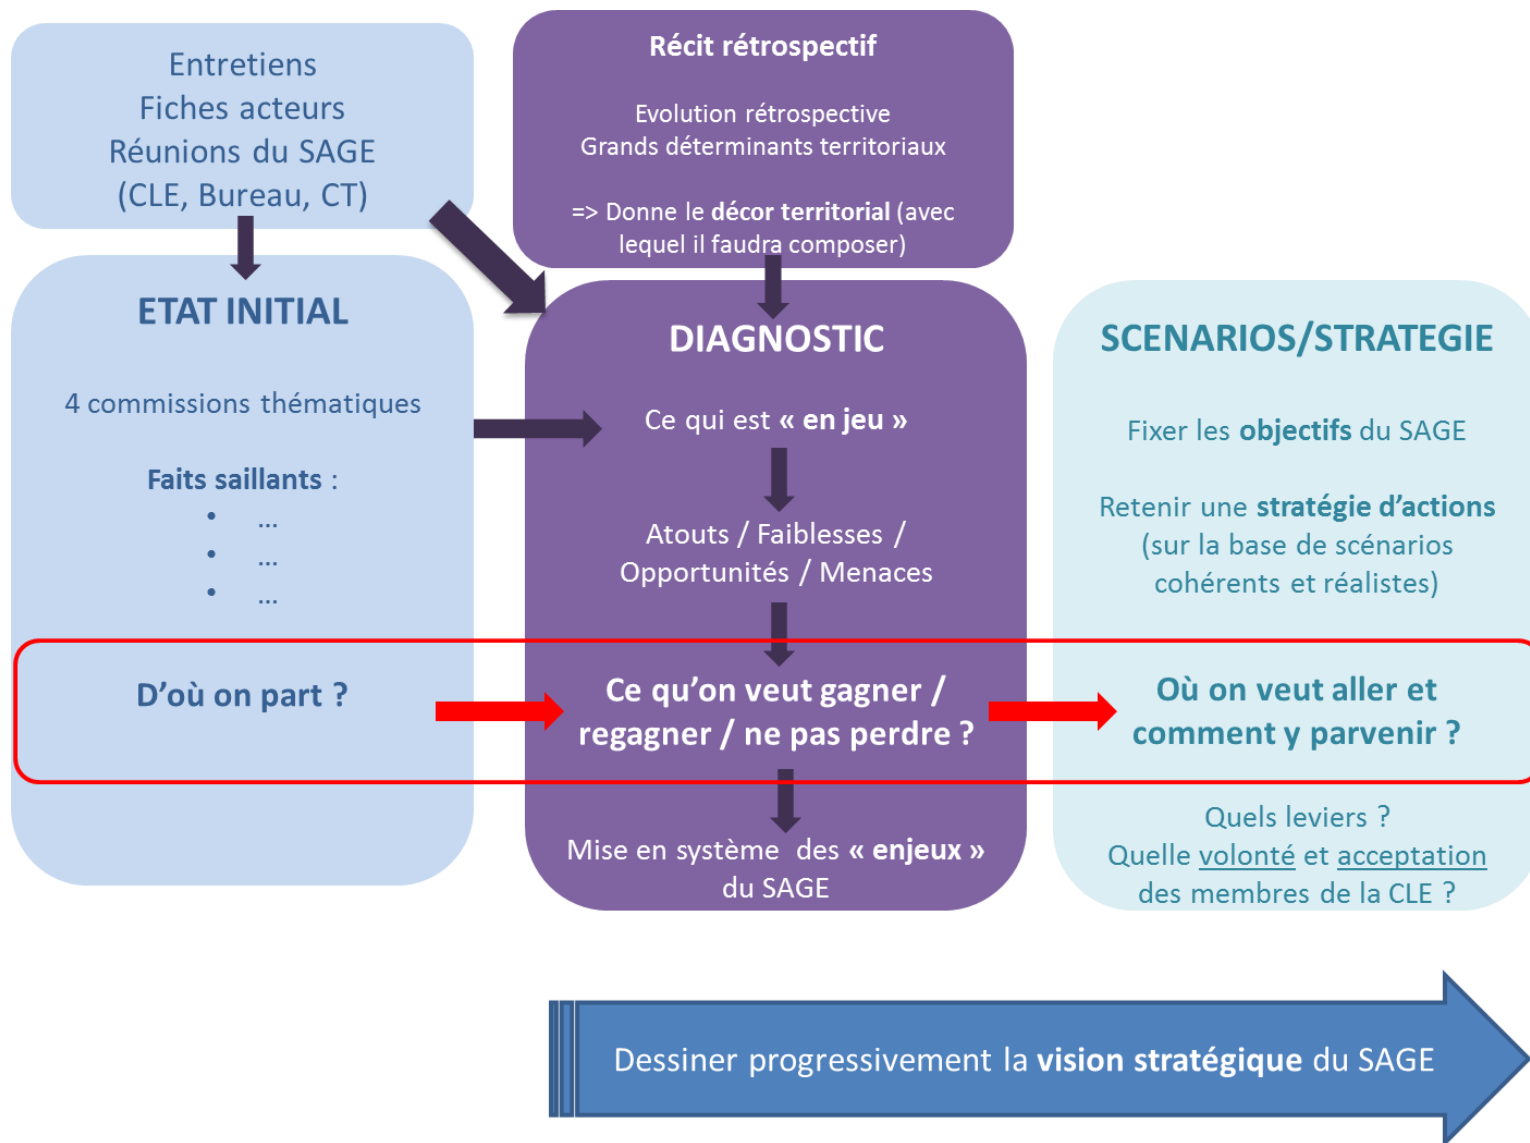 Entretiens
Fiches acteurs
Réunions du SAGE
(CLE, Bureau, CT)
Récit rétrospectif
Evolution rétrospective
Grands déterminants territoriaux
=> Donne le décor territorial (avec
lequel il faudra composer)
ETAT INITIAL
4 commissions thématiques
Faits saillants :
• ...
• ...
• ...
D’où on part ?
DIAGNOSTIC
Ce qui est « en jeu »
Atouts / Faiblesses /
Opportunités / Menaces
Ce qu’on veut gagner /
regagner / ne pas perdre ?
Mise en système des « enjeux »
du SAGE
SCENARIOS/STRATEGIE
Fixer les objectifs du SAGE
Retenir une stratégie d’actions
(sur la base de scénarios
cohérents et réalistes)
Où on veut aller et
comment y parvenir ?
Quels leviers ?
Quelle volonté et acceptation
des membres de la CLE ?
Dessiner progressivement la vision stratégique du SAGE